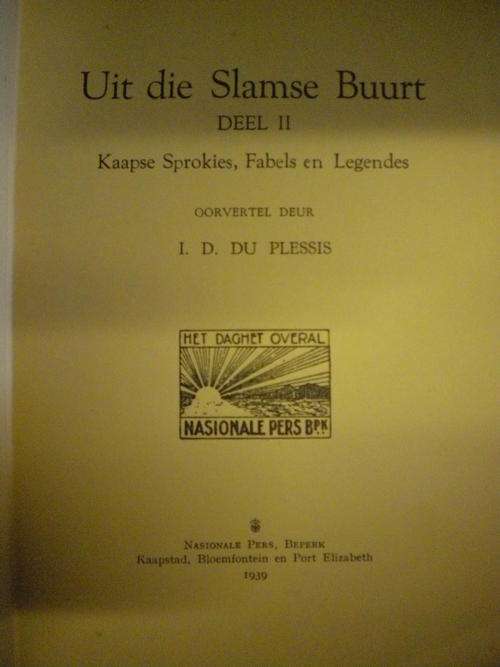 Uit die Slamse Buurt
DEEL II
Kaapse Sprokies, Fabels en Legendes
OORVERTEL DEUR
I. D. DU PLESSIS
HET DAGHET OVERAL
NASIONALE PERS BPK
NASIONALE PERS, BEPERK
Kaapstad, Bloemfontein en Port Elizabeth
1939